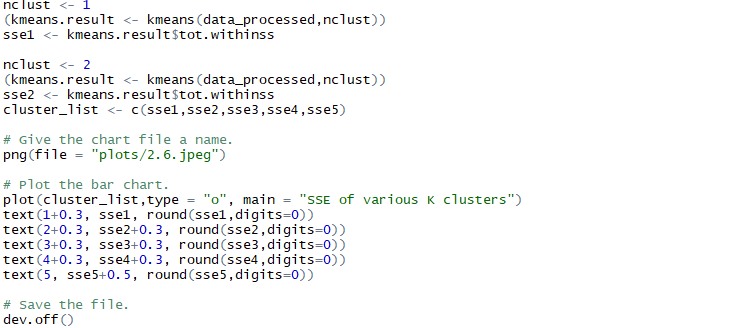 nclust <- 1
(kmeans.result <- kmeans(data_processed,nclust))
sse1 <- kmeans.result$tot.withinss
nclust <- 2
(kmeans.result <- kmeans(data_processed,nclust))
sse2 <- kmeans.result$tot.withinss
cluster_list <- c(sse1,sse2,sse3,sse4,sse5)
# Give the chart file a name.
png(file = "plots/2.6.jpeg")
# Plot the bar chart.
plot(cluster_list,type = "o", main = "SSE of various K clusters")
text(1+0.3, sse1, round(sse1,digits=0))
text(2+0.3, sse2+0.3, round(sse2,digits=0))
text(3+0.3, sse3+0.3, round(sse3,digits=0))
text(4+0.3, sse4+0.3, round(sse4,digits=0))
text(5, sse5+0.5, round(sse5,digits=0))
# Save the file.
dev.off()